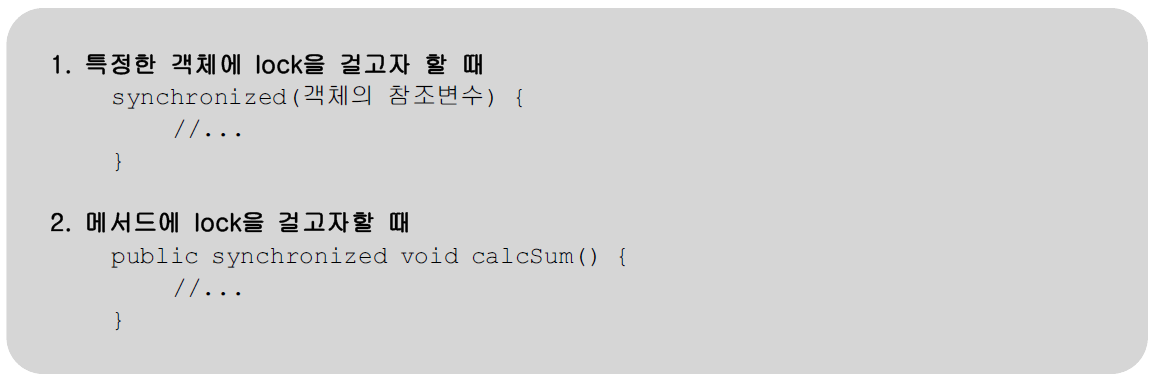 1. 특정한 객체에 lock을 걸고자 할 때
synchronized(객체의 참조변수) {
//...
}
2. 메서드에 lock을 걸고자할 때
public synchronized void calcSum() {
//...
}